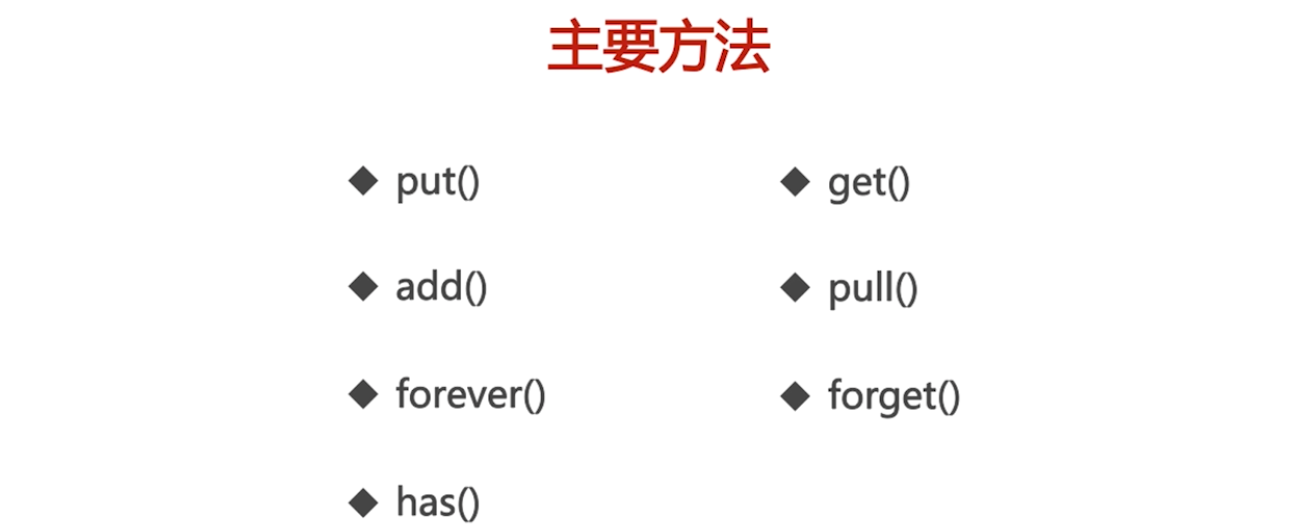 主要方法
◆ put()
◆ get()
◆ add()
◆ pull()
◆ forever()
◆ forget()
◆ has()